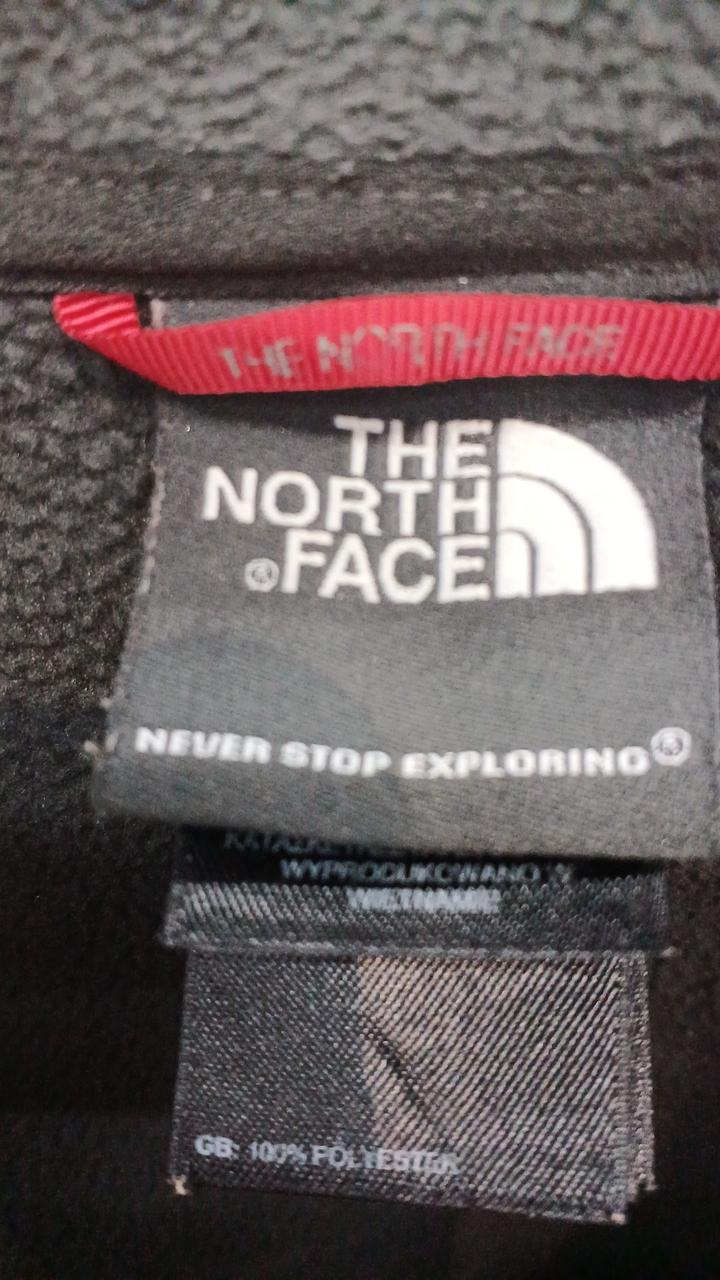 THE NORTH FACE
THE
NORTH
®FACE
NEVER STOP EXPLORING®
WYPRODUKOWANO W
WIETNAMIE
GB: 100% POLYESTER